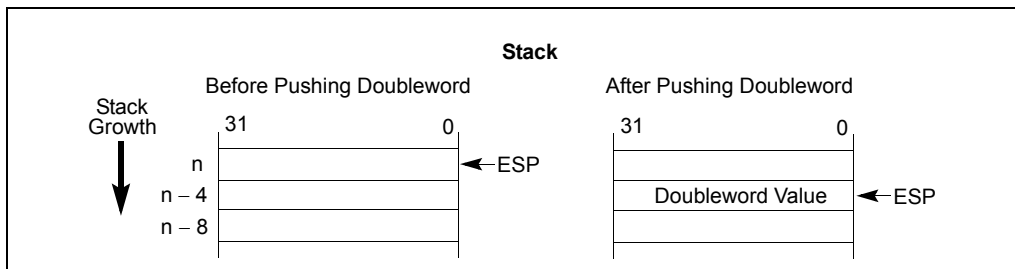 Stack
Before Pushing Doubleword
After Pushing Doubleword
Stack
Growth
31 0
31 0
n
ESP
n – 4
Doubleword Value
ESP
n – 8